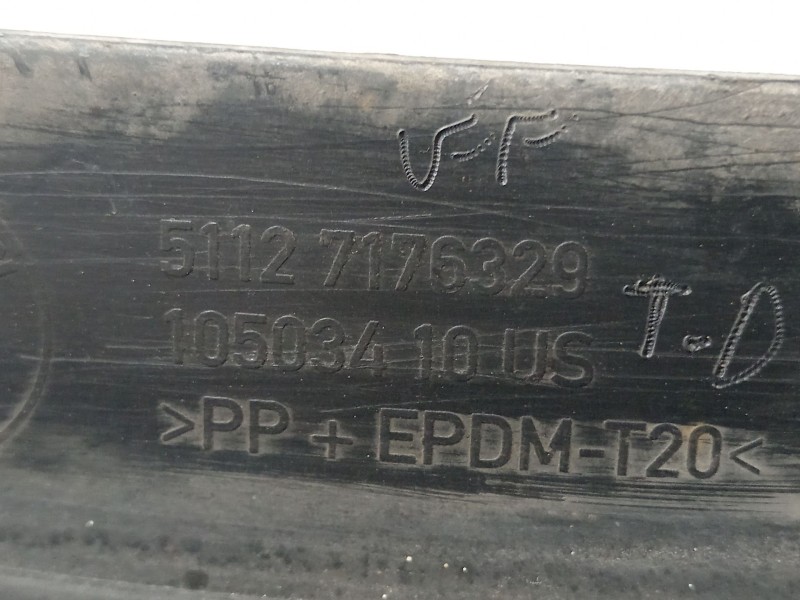 V-F
5112 7176329
T.D
105034 10 US
>PP + EPDM-T20<